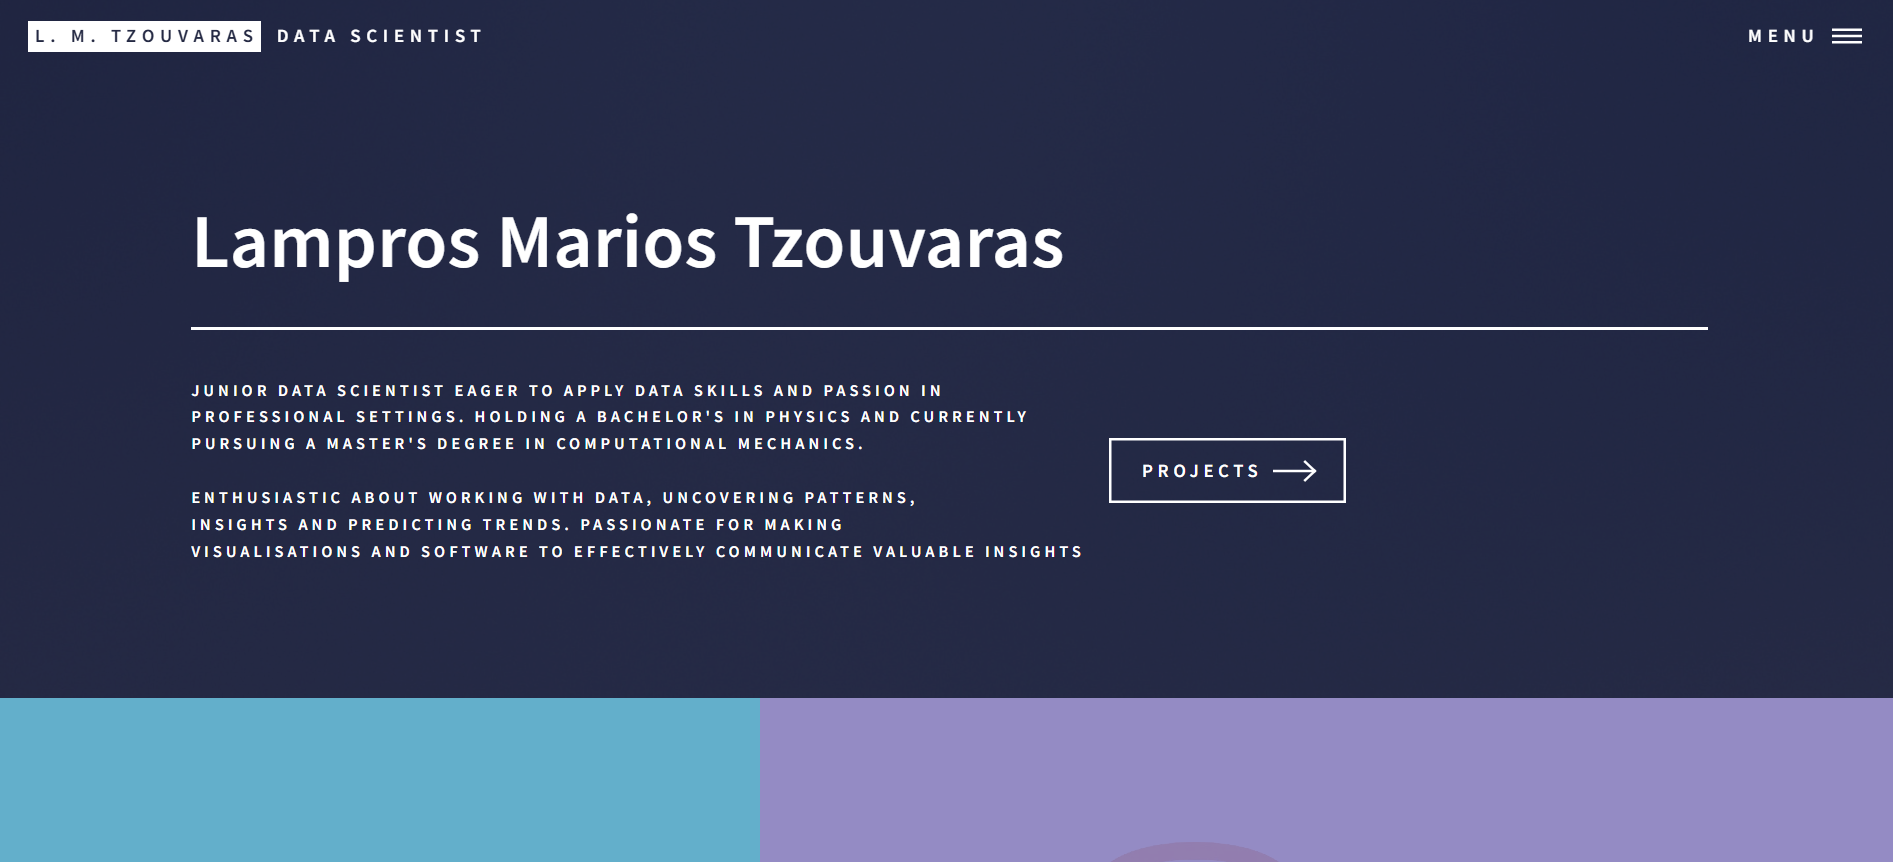 L. M. TZOUVARAS DATA SCIENTIST
MENU
Lampros Marios Tzouvaras
JUNIOR DATA SCIENTIST EAGER TO APPLY DATA SKILLS AND PASSION IN
PROFESSIONAL SETTINGS. HOLDING A BACHELOR'S IN PHYSICS AND CURRENTLY
PURSUING A MASTER'S DEGREE IN COMPUTATIONAL MECHANICS.
ENTHUSIASTIC ABOUT WORKING WITH DATA, UNCOVERING PATTERNS,
INSIGHTS AND PREDICTING TRENDS. PASSIONATE FOR MAKING
VISUALISATIONS AND SOFTWARE TO EFFECTIVELY COMMUNICATE VALUABLE INSIGHTS
PROJECTS